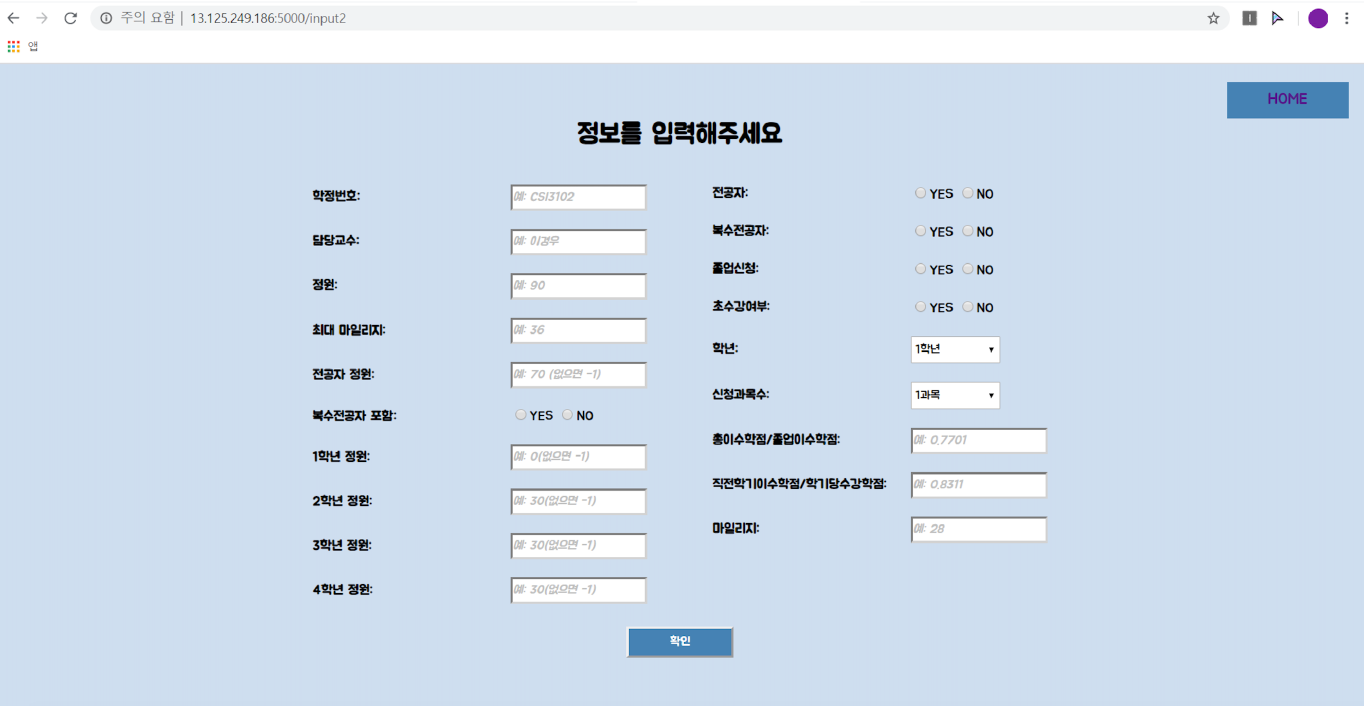 주의 요함 | 13.125.249.186:5000/input2
앱
HOME
정보를 입력해주세요
학정번호: 예: CSI3102
담당교수: 예: 이경우
정원: 예: 90
최대 마일리지: 예: 36
전공자 정원: 예: 70 (없으면 -1)
복수전공자 포함: YES NO
1학년 정원: 예: 0(없으면 -1)
2학년 정원: 예: 30(없으면 -1)
3학년 정원: 예: 30(없으면 -1)
4학년 정원: 예: 30(없으면 -1)
전공자: YES NO
복수전공자: YES NO
졸업신청: YES NO
초수강여부: YES NO
학년: 1학년
신청과목수: 1과목
총이수학점/졸업이수학점: 예: 0.7701
직전학기이수학점/학기당수강학점: 예: 0.8311
마일리지: 예: 28
확인